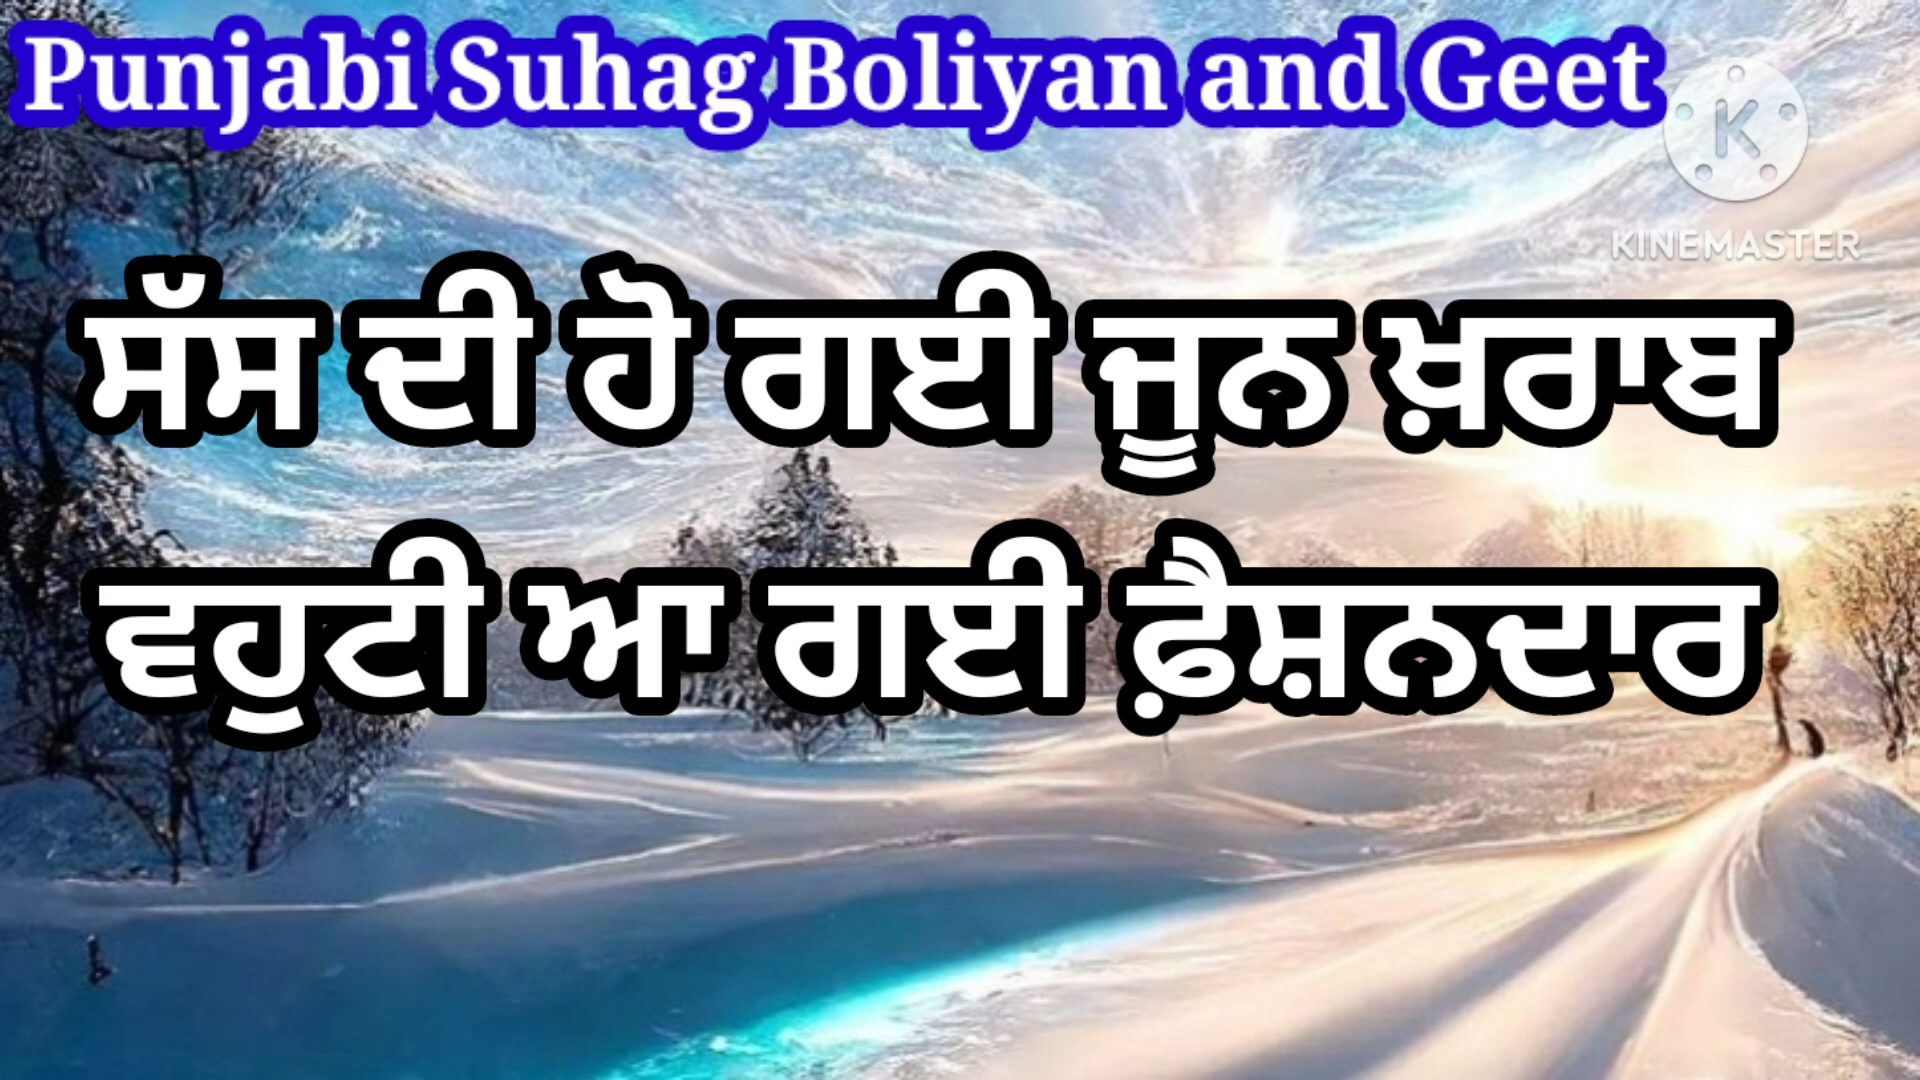 Punjabi Suhag Boliyan and Geet
K
KINEMASTER
ਸੱਸ ਦੀ ਹੋ ਗਈ ਜੂਨ ਖ਼ਰਾਬ
ਵਹੁਟੀ ਆ ਗਈ ਫ਼ੈਸ਼ਨਦਾਰ